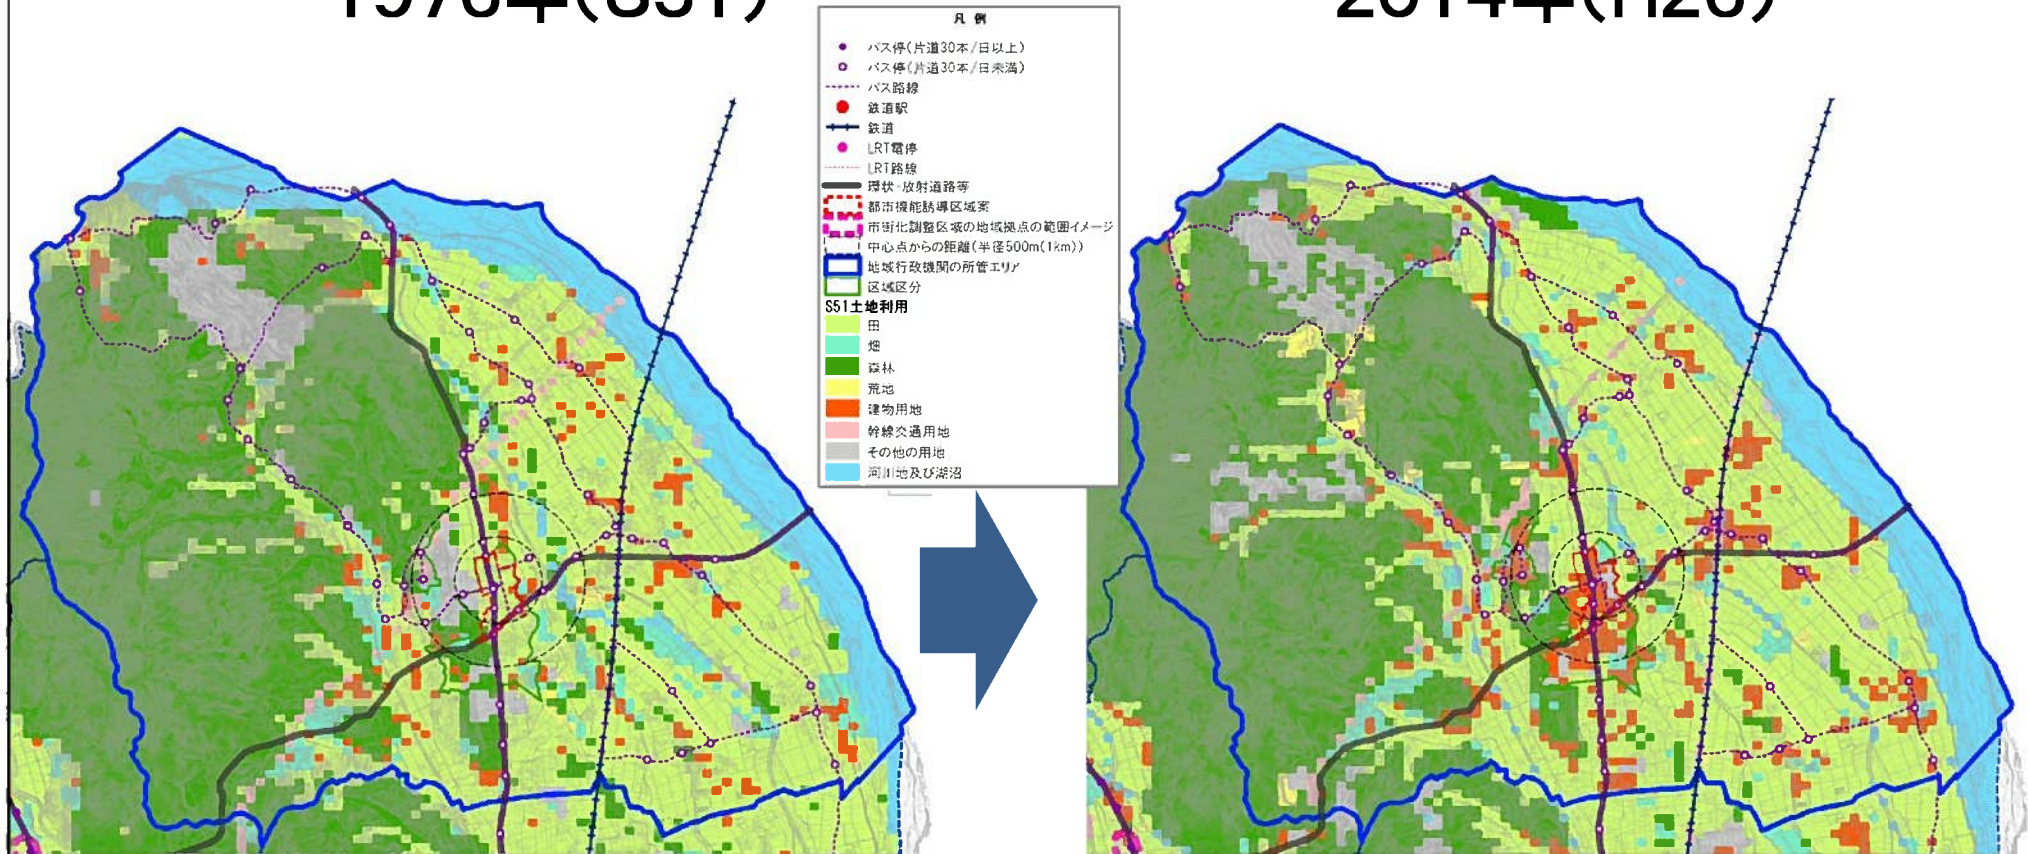 1976年(S51)
2014年(H26)
凡 例
バス停(片道30本/日以上)
バス停(片道30本/日未満)
バス路線
鉄道駅
鉄道
LRT電停
LRT路線
環状・放射道路等
都市機能誘導区域案
市街化調整区域の地域拠点の範囲イメージ
中心点からの距離(半径500m(1km))
地域行政機関の所管エリア
区域区分
S51土地利用
田
畑
森林
荒地
建物用地
幹線交通用地
その他の用地
河川地及び湖沼